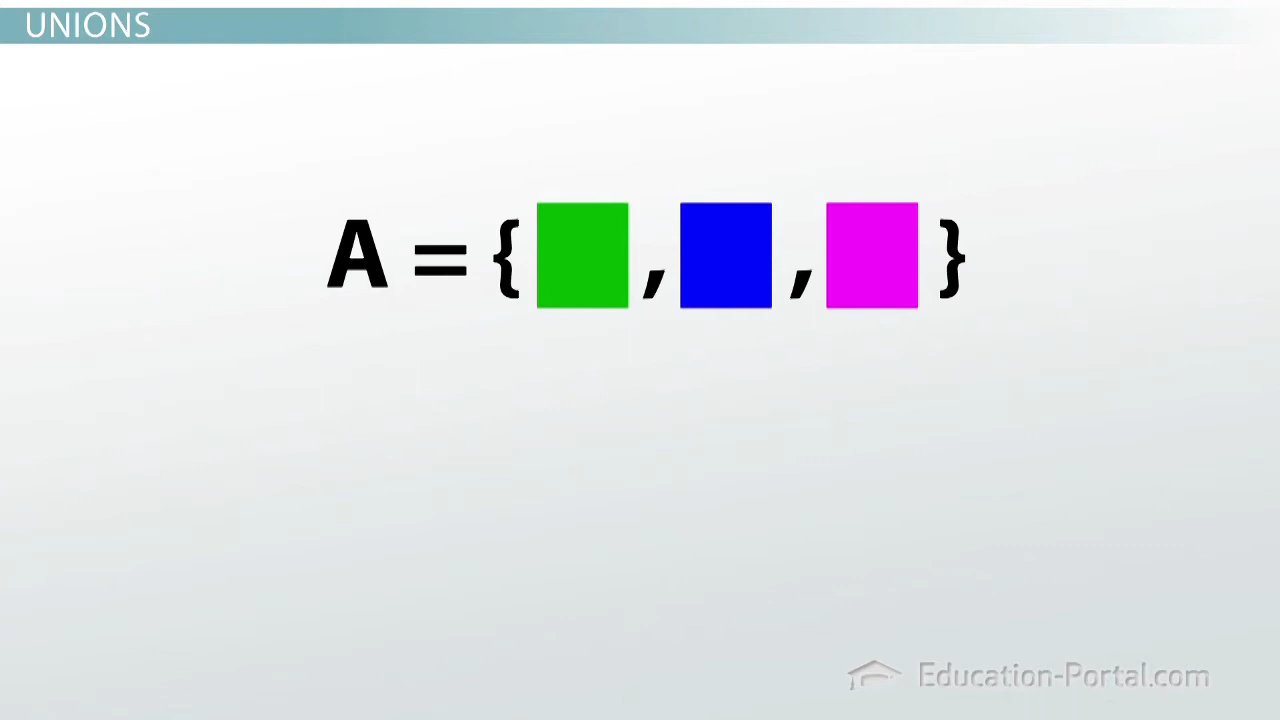 UNIONS
A = { , , }
Education-Portal.com